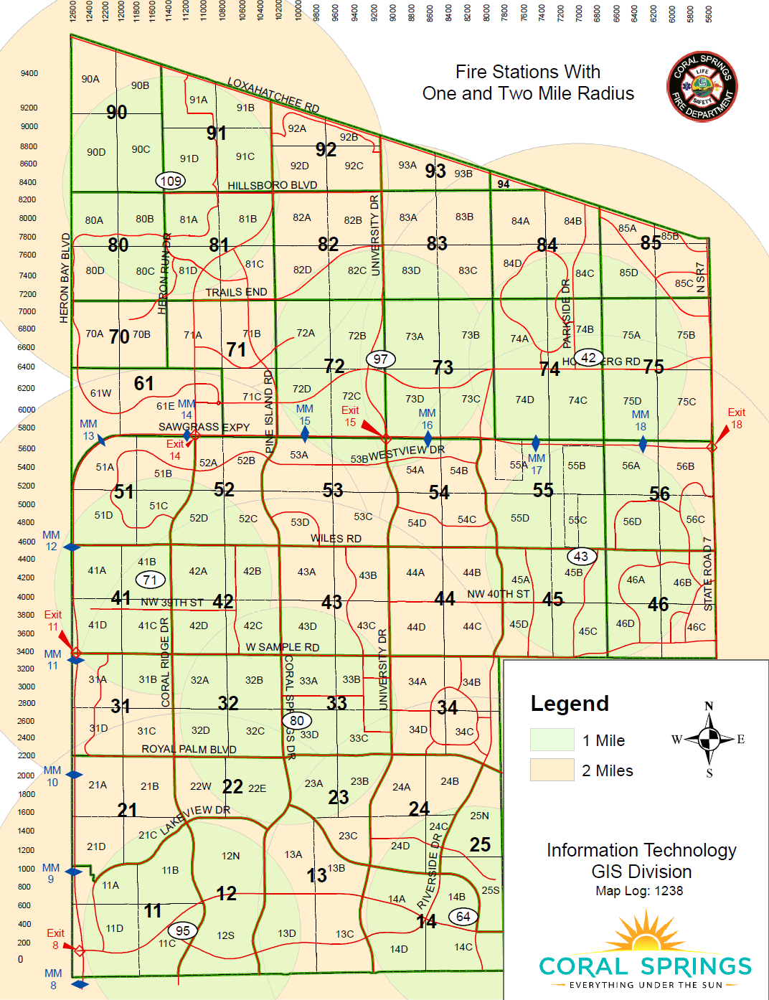 12600 12400 12200 12000 11800 11600 11400 11200 11000 10800 10600 10400 10200 10000 9800 9600 9400 9200 9000 8800 8600 8400 8200 8000 7800 7600 7400 7200 7000 6800 6600 6400 6200 6000 5800 5600
Fire Stations With
One and Two Mile Radius
CORAL SPRINGS
LIFE
SAFETY
FIRE DEPARTMENT
9400
90A
90B
LOXAHATCHEE RD
91A
91B
9200
90
91
9000
92A
92B
92
8800
90D
90C
91D
91C
8600
92D
92C
93A
93
93B
8400
109
HILLSBORO BLVD
94
8200
8000
80A
80B
81A
81B
82A
82B
83A
83B
84A
84B
85A
85B
7800
80
81
82
83
84
85
HERON BAY BLVD
HERON RUN DR
UNIVERSITY DR
7600
80D
80C
81D
81C
82D
82C
83D
83C
84D
84C
85D
85C
N SR7
7400
TRAILS END
PARKSIDE DR
7200
7000
6800
70A
70
70B
71A
71B
72A
72B
73A
73B
74A
74B
75A
75B
6600
71
97
42
6400
72
73
74
HO
ERG RD
75
61
PINE ISLAND RD
6200
61W
61E
71C
72D
72C
73D
73C
74D
74C
75D
75C
6000
MM
14
MM
15
Exit
15
MM
16
MM
18
Exit
18
MM
13
5800
SAWGRASS EXPY
Exit
14
MM
17
5600
53A
53B
WESTVIEW DR
5400
51A
51B
52A
52B
54A
54B
55A
55B
56A
56B
5200
51
52
53
54
55
56
5000
51D
51C
52D
52C
53D
53C
54D
54C
55D
55C
56D
56C
4800
MM
12
WILES RD
4600
4400
43
STATE ROAD 7
4200
41A
41B
42A
42B
43A
43B
44A
44B
45A
45B
46A
46B
71
4000
41
NW 39TH ST
42
43
44
NW 40TH ST
45
46
3800
Exit
11
41D
41C
42D
42C
43D
43C
44D
44C
45D
45C
46D
46C
3600
W SAMPLE RD
3400
MM
11
3200
31A
31B
CORAL RIDGE DR
32A
32B
CORAL SPR
GS DR
33A
33B
UNIVERSITY DR
34A
34B
3000
31
32
33
34
2800
2600
80
31D
31C
32D
32C
33D
33C
34D
34C
2400
ROYAL PALM BLVD
2200
MM
10
2000
21A
21B
22W
22
22E
23A
23B
24A
24B
1800
23
21
24
25N
1600
LAKEVIEW DR
24C
1400
21D
21C
12N
13A
23C
24D
RIVERSIDE DR
25
1200
MM
9
1000
11A
11B
13
13B
25S
800
12
14A
14B
600
11
14
64
400
11D
11C
95
12S
13D
13C
14D
14C
Exit
8
200
0
MM
8
Legend
1 Mile
2 Miles
N
W
E
S
Information Technology
GIS Division
Map Log: 1238
CORAL SPRINGS
EVERYTHING UNDER THE SUN